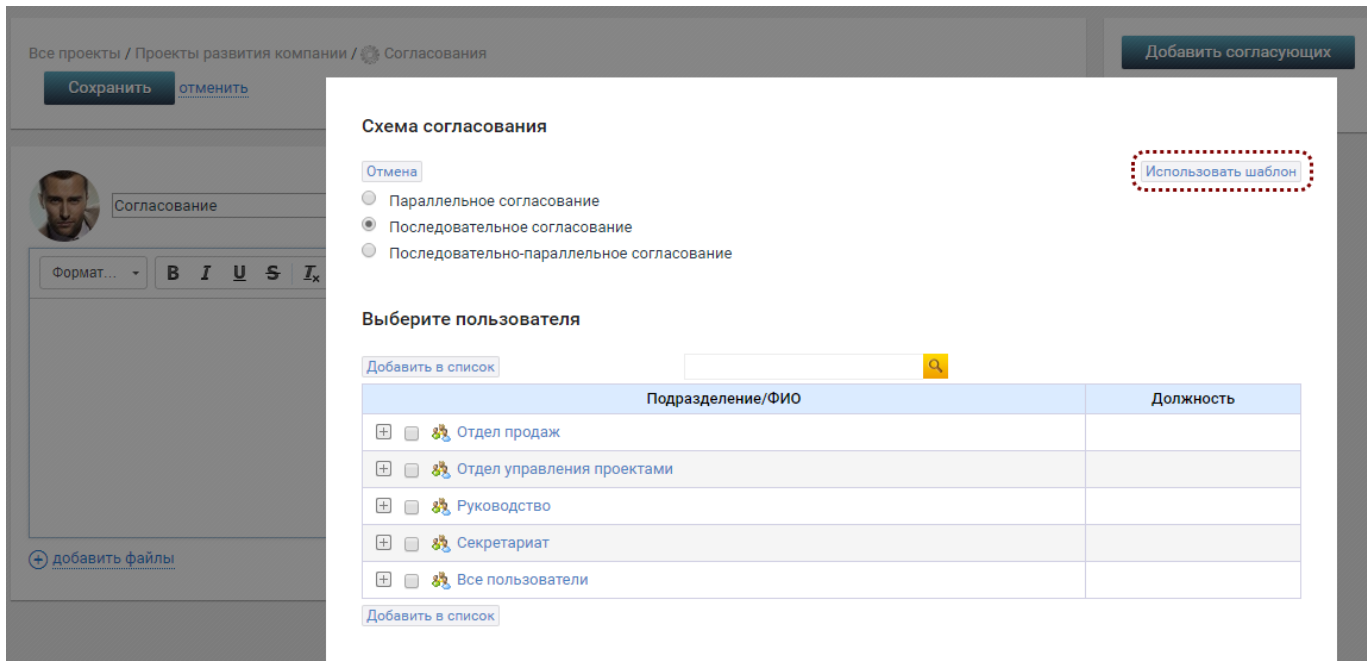 Все проекты / Проекты развития компании / Согласования
Добавить согласующих
Сохранить отменить
Схема согласования
Отмена
Использовать шаблон
Параллельное согласование
Согласование
Последовательное согласование
Последовательно-параллельное согласование
Формат... B I U S Tx
Выберите пользователя
Добавить в список
Подразделение/ФИО Должность
Отдел продаж
Отдел управления проектами
Руководство
Секретариат
добавить файлы
Все пользователи
Добавить в список